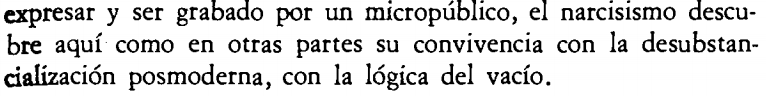 expresar y ser grabado por un micropúblico, el narcisismo descu-
bre aquí como en otras partes su convivencia con la desubstan-
cialización posmoderna, con la lógica del vacío.